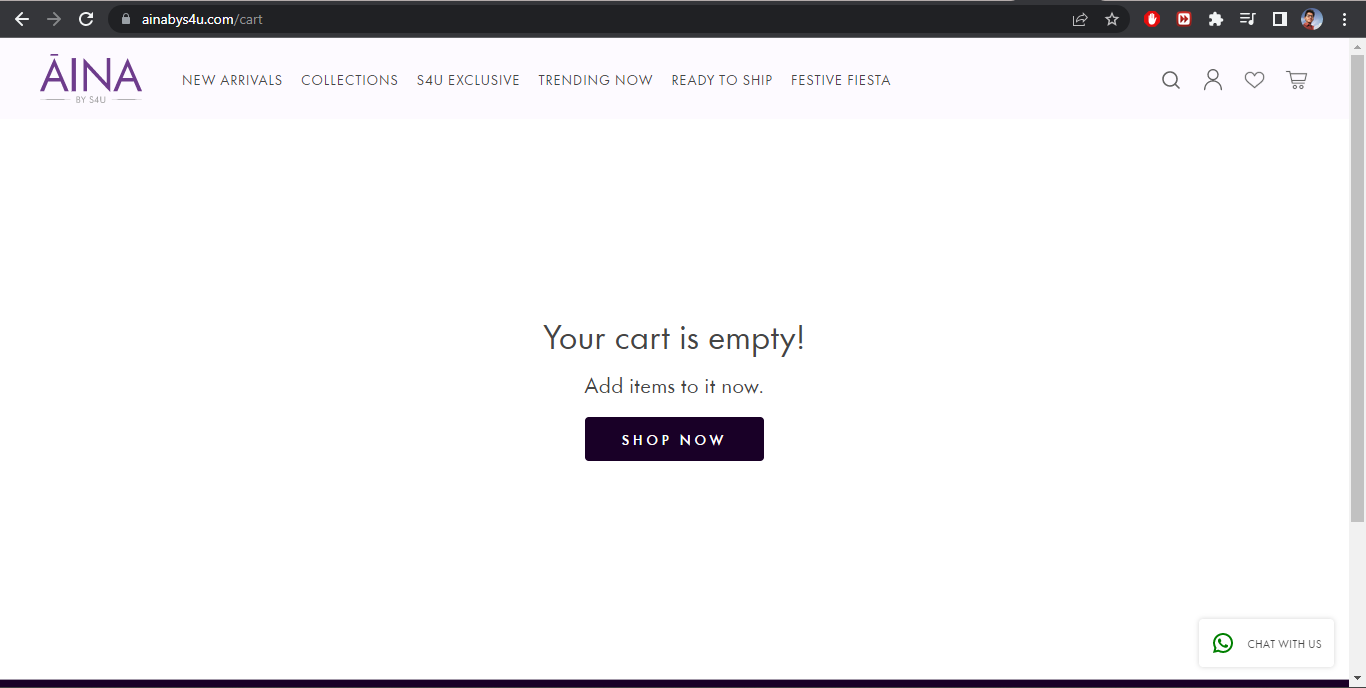 ainabys4u.com/cart
ĀINA
BY S4U
NEW ARRIVALS COLLECTIONS S4U EXCLUSIVE TRENDING NOW READY TO SHIP FESTIVE FIESTA
Your cart is empty!
Add items to it now.
SHOP NOW
CHAT WITH US